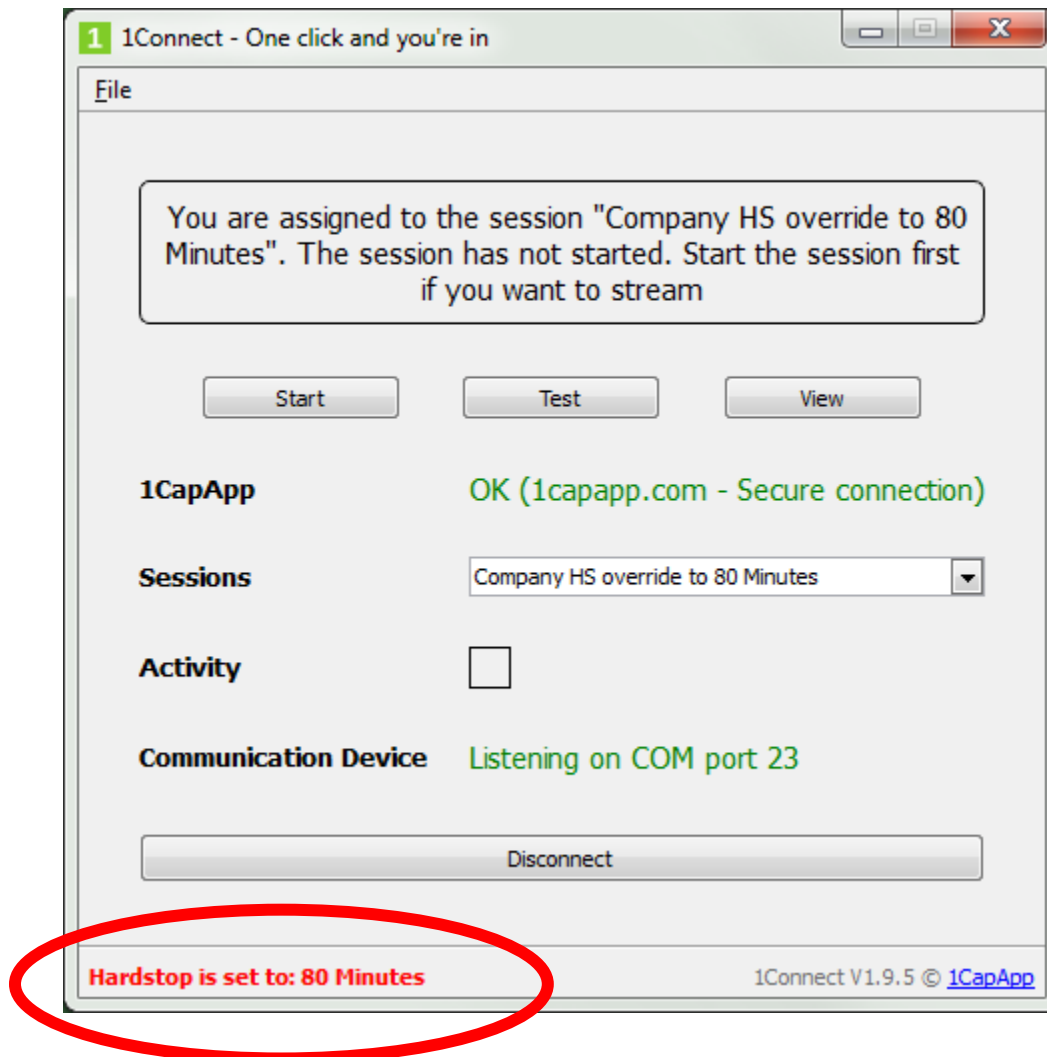 1 1Connect - One click and you're in
File
You are assigned to the session "Company HS override to 80
Minutes". The session has not started. Start the session first
if you want to stream
Start Test View
1CapApp OK (1capapp.com - Secure connection)
Sessions Company HS override to 80 Minutes
Activity
Communication Device Listening on COM port 23
Disconnect
Hardstop is set to: 80 Minutes 1Connect V1.9.5 © 1CapApp